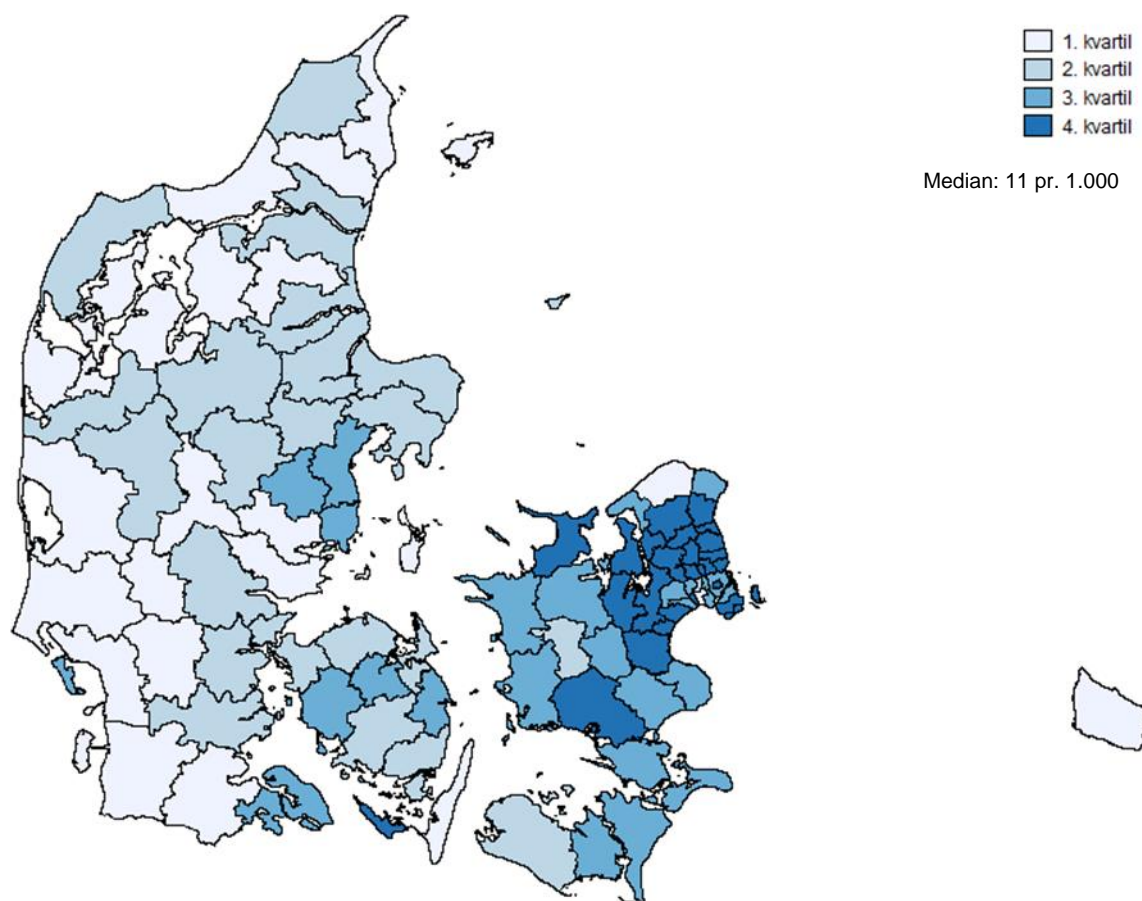 1. kvartil
2. kvartil
3. kvartil
4. kvartil
Median: 11 pr. 1.000